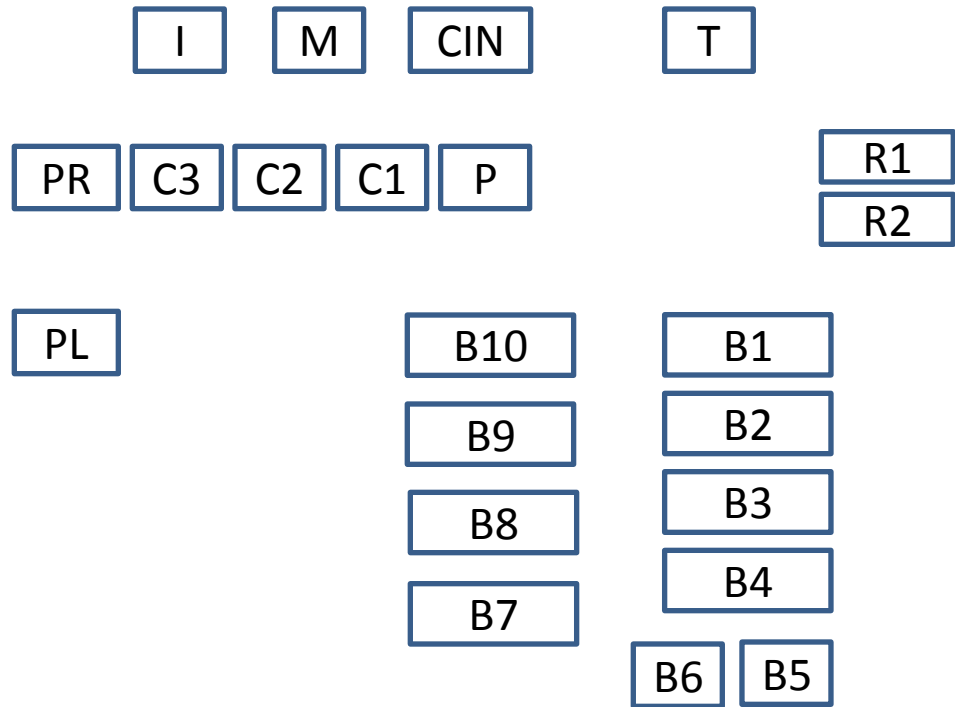 I M CIN T
PR C3 C2 C1 P R1
R2
PL B10 B1
B9 B2
B8 B3
B7 B4
B6 B5